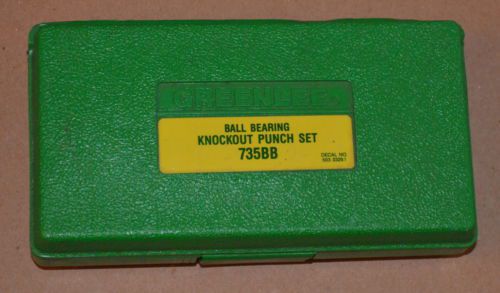 GREENLEE
BALL BEARING
KNOCKOUT PUNCH SET
735BB
DECAL NO.